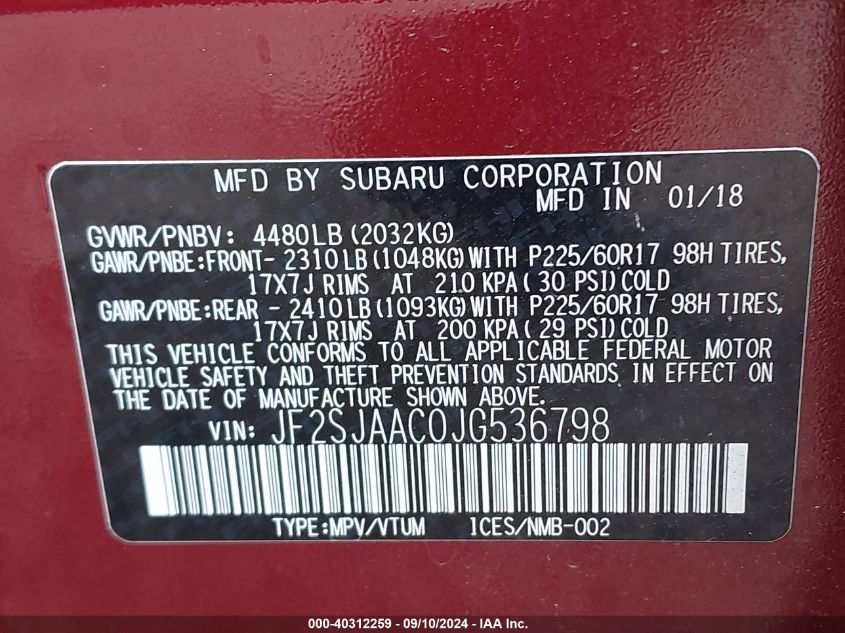 MFD BY SUBARU CORPORATION
MFD IN 01/18
GVWR/PNBV: 4480LB (2032KG)
GAWR/PNBE:FRONT- 2310 LB (1048KG) WITH P225/60R17 98H TIRES,
17X7J RIMS AT 210 KPA ( 30 PSI) COLD
GAWR/PNBE:REAR - 2410 LB (1093KG) WITH P225/60R17 98H TIRES,
17X7J RIMS AT 200 KPA ( 29 PSI) COLD
THIS VEHICLE CONFORMS TO ALL APPLICABLE FEDERAL MOTOR
VEHICLE SAFETY AND THEFT PREVENTION STANDARDS IN EFFECT ON
THE DATE OF MANUFACTURE SHOWN ABOVE.
VIN: JF2SJAAC0JG536798
TYPE:MPV/VTUM ICES/NMB-002
000-40312259 - 09/10/2024 - IAA, Inc.